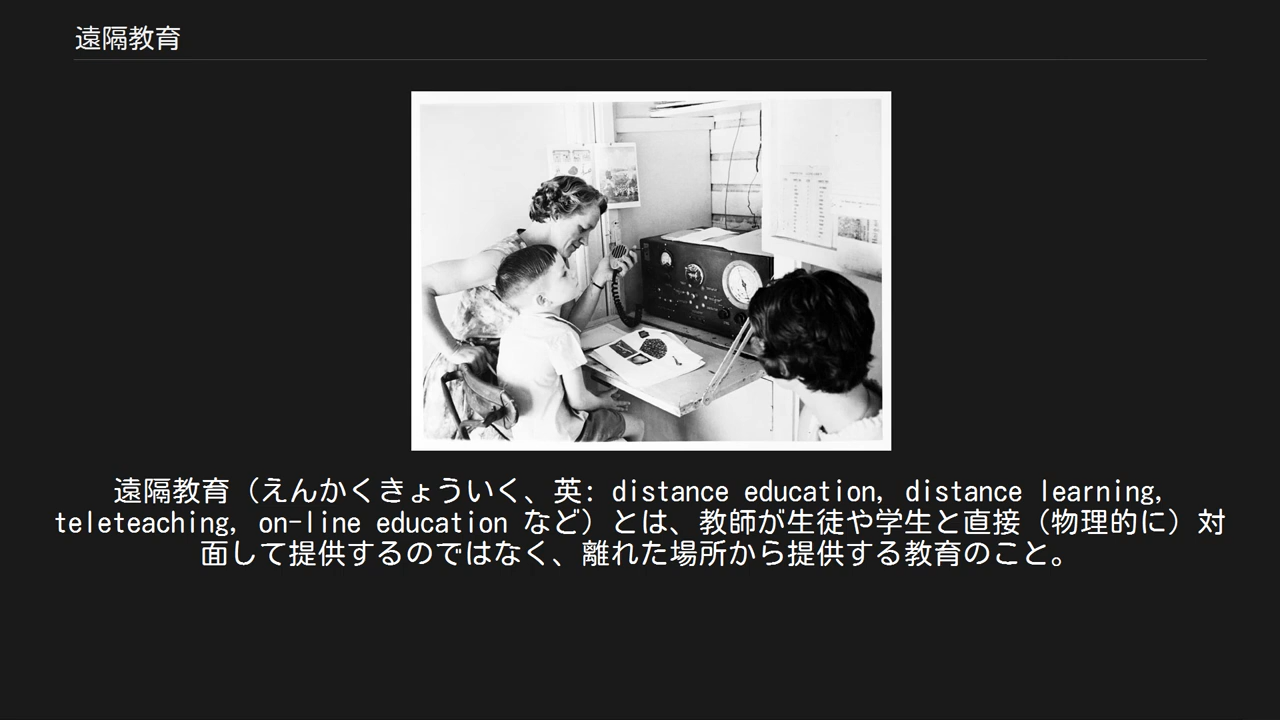 遠隔教育
遠隔教育（えんかくきょういく、英: distance education, distance learning,
teleteaching, on-line education など）とは、教師が生徒や学生と直接（物理的に）対
面して提供するのではなく、離れた場所から提供する教育のこと。